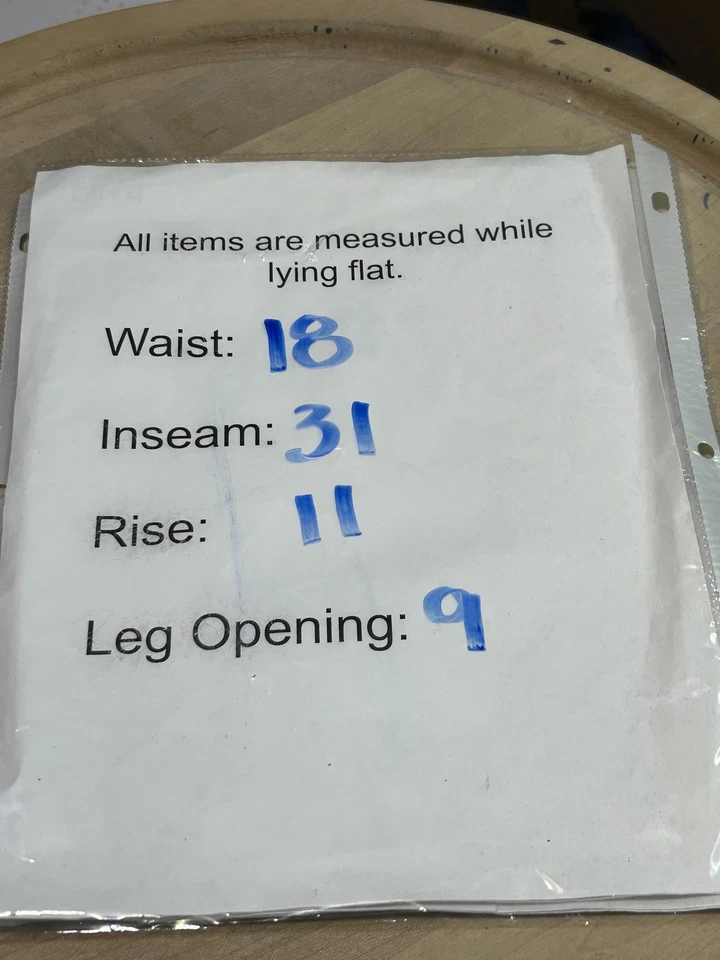 All items are measured while
lying flat.
Waist: 18
Inseam: 31
Rise: 11
Leg Opening: 9